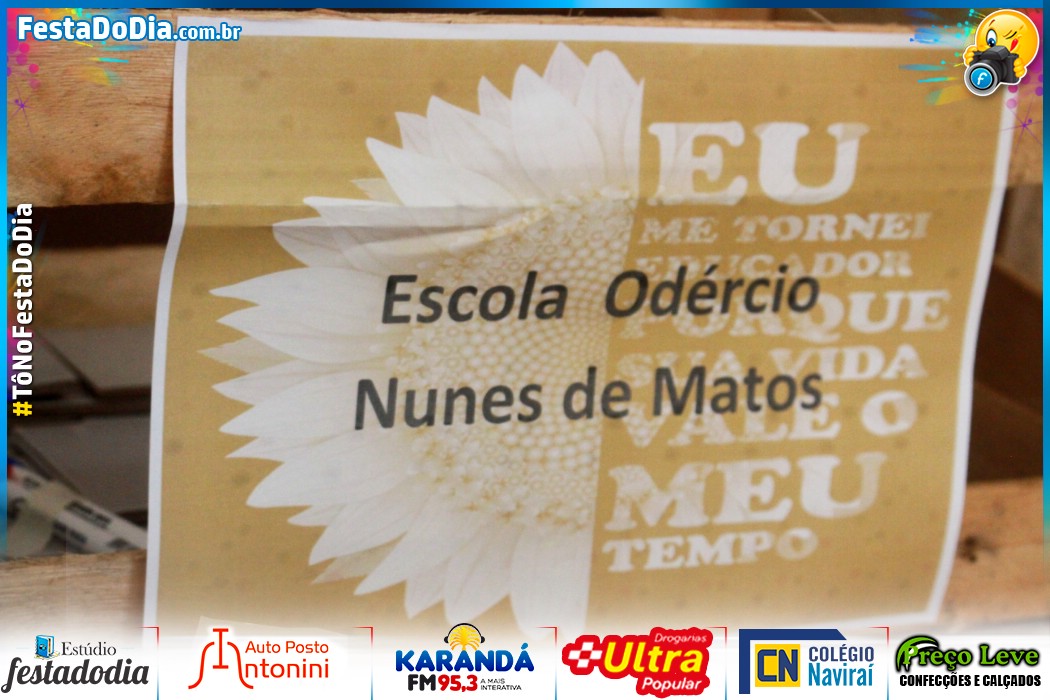 FestaDoDia.com.br
#TôNoFestaDoDia
EU
ME TORNEI
EDUCADOR
PORQUE
SUA VIDA
VALE O
MEU
TEMPO
Escola Odércio
Nunes de Matos
Estúdio
festadodia
Auto Posto
Antonini
KARANDÁ
FM 95,3 A MAIS
INTERATIVA
Drogarias
Ultra
Popular
CN COLÉGIO
Naviraí
Preço Leve
CONFECÇÕES E CALÇADOS